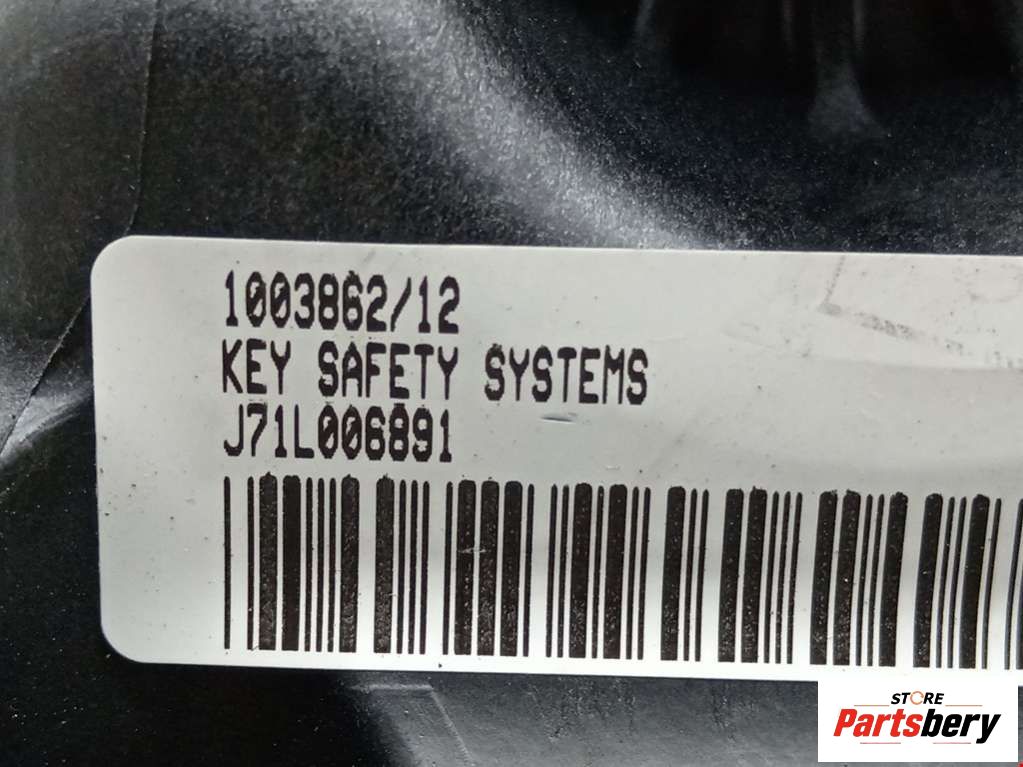 1003862/12
KEY SAFETY SYSTEMS
J71L006891
STORE
Partsbery